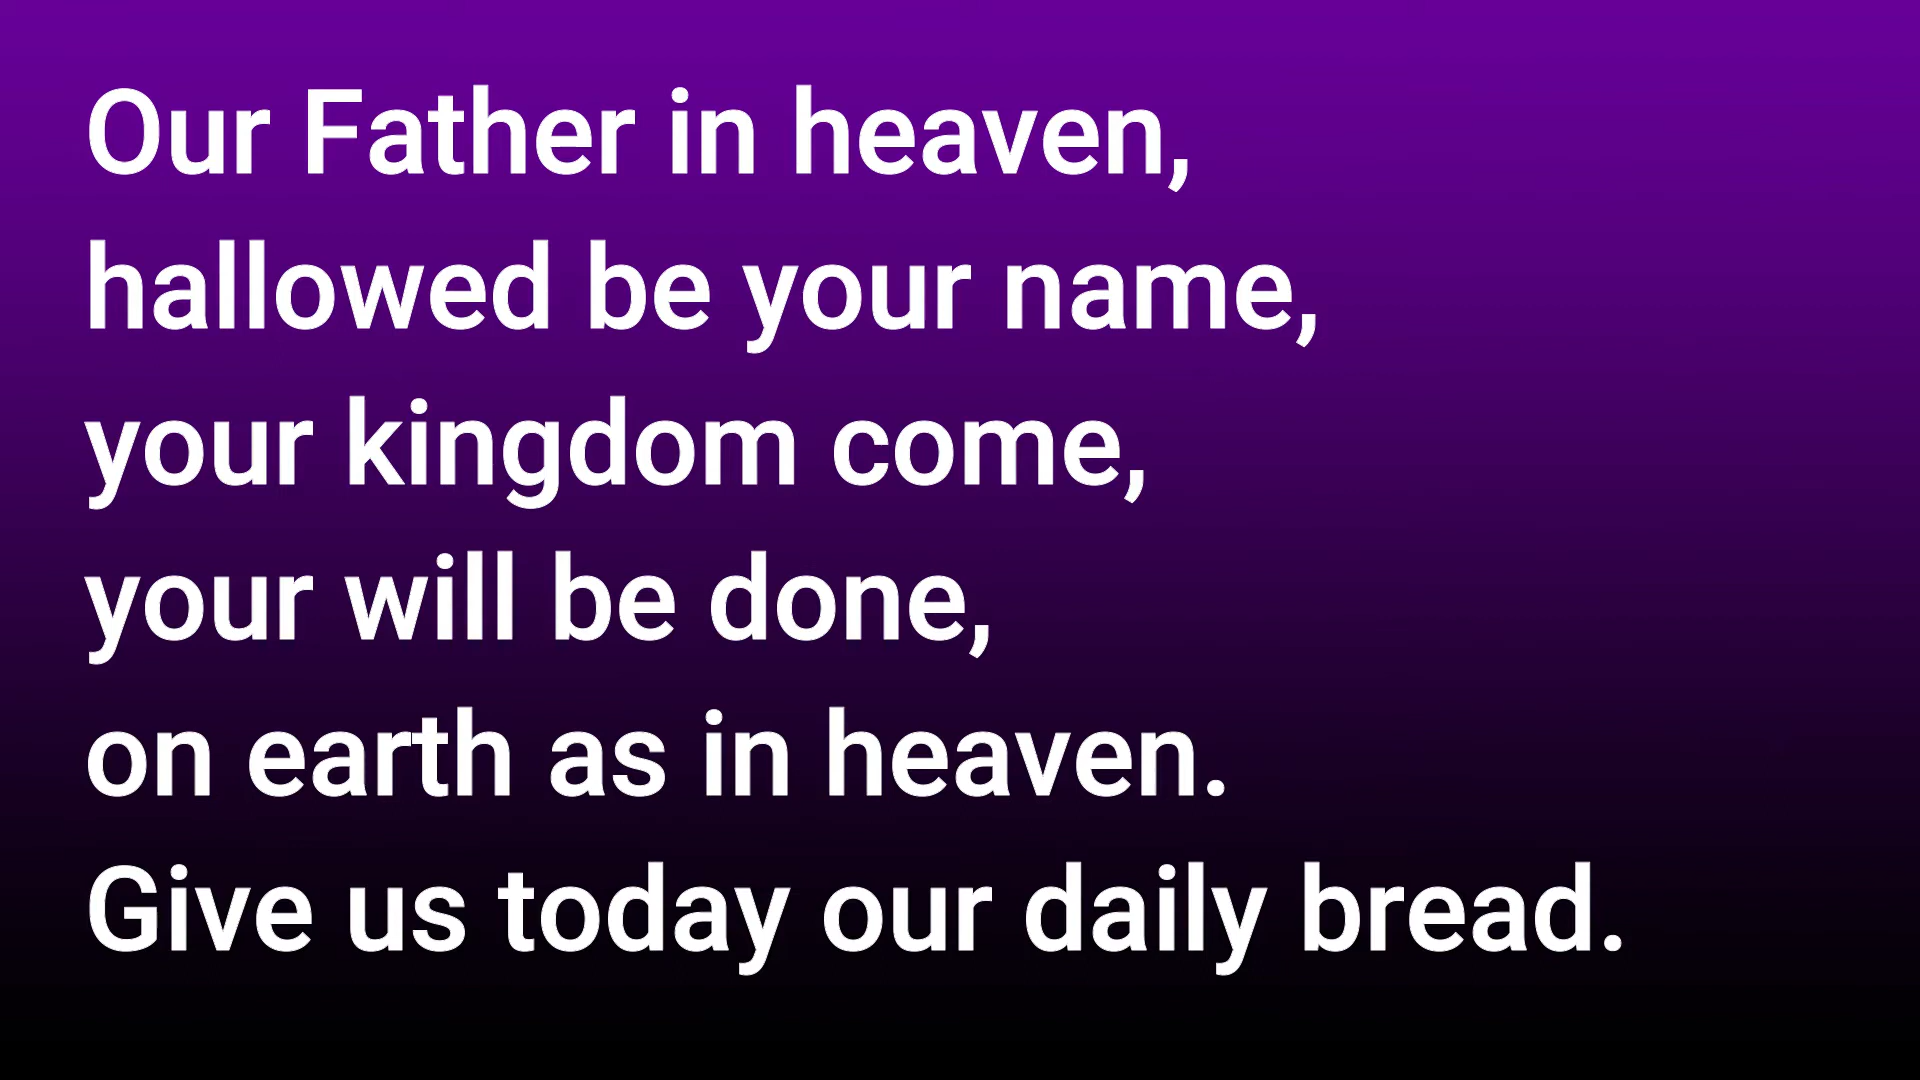 Our Father in heaven,
hallowed be your name,
your kingdom come,
your will be done,
on earth as in heaven.
Give us today our daily bread.